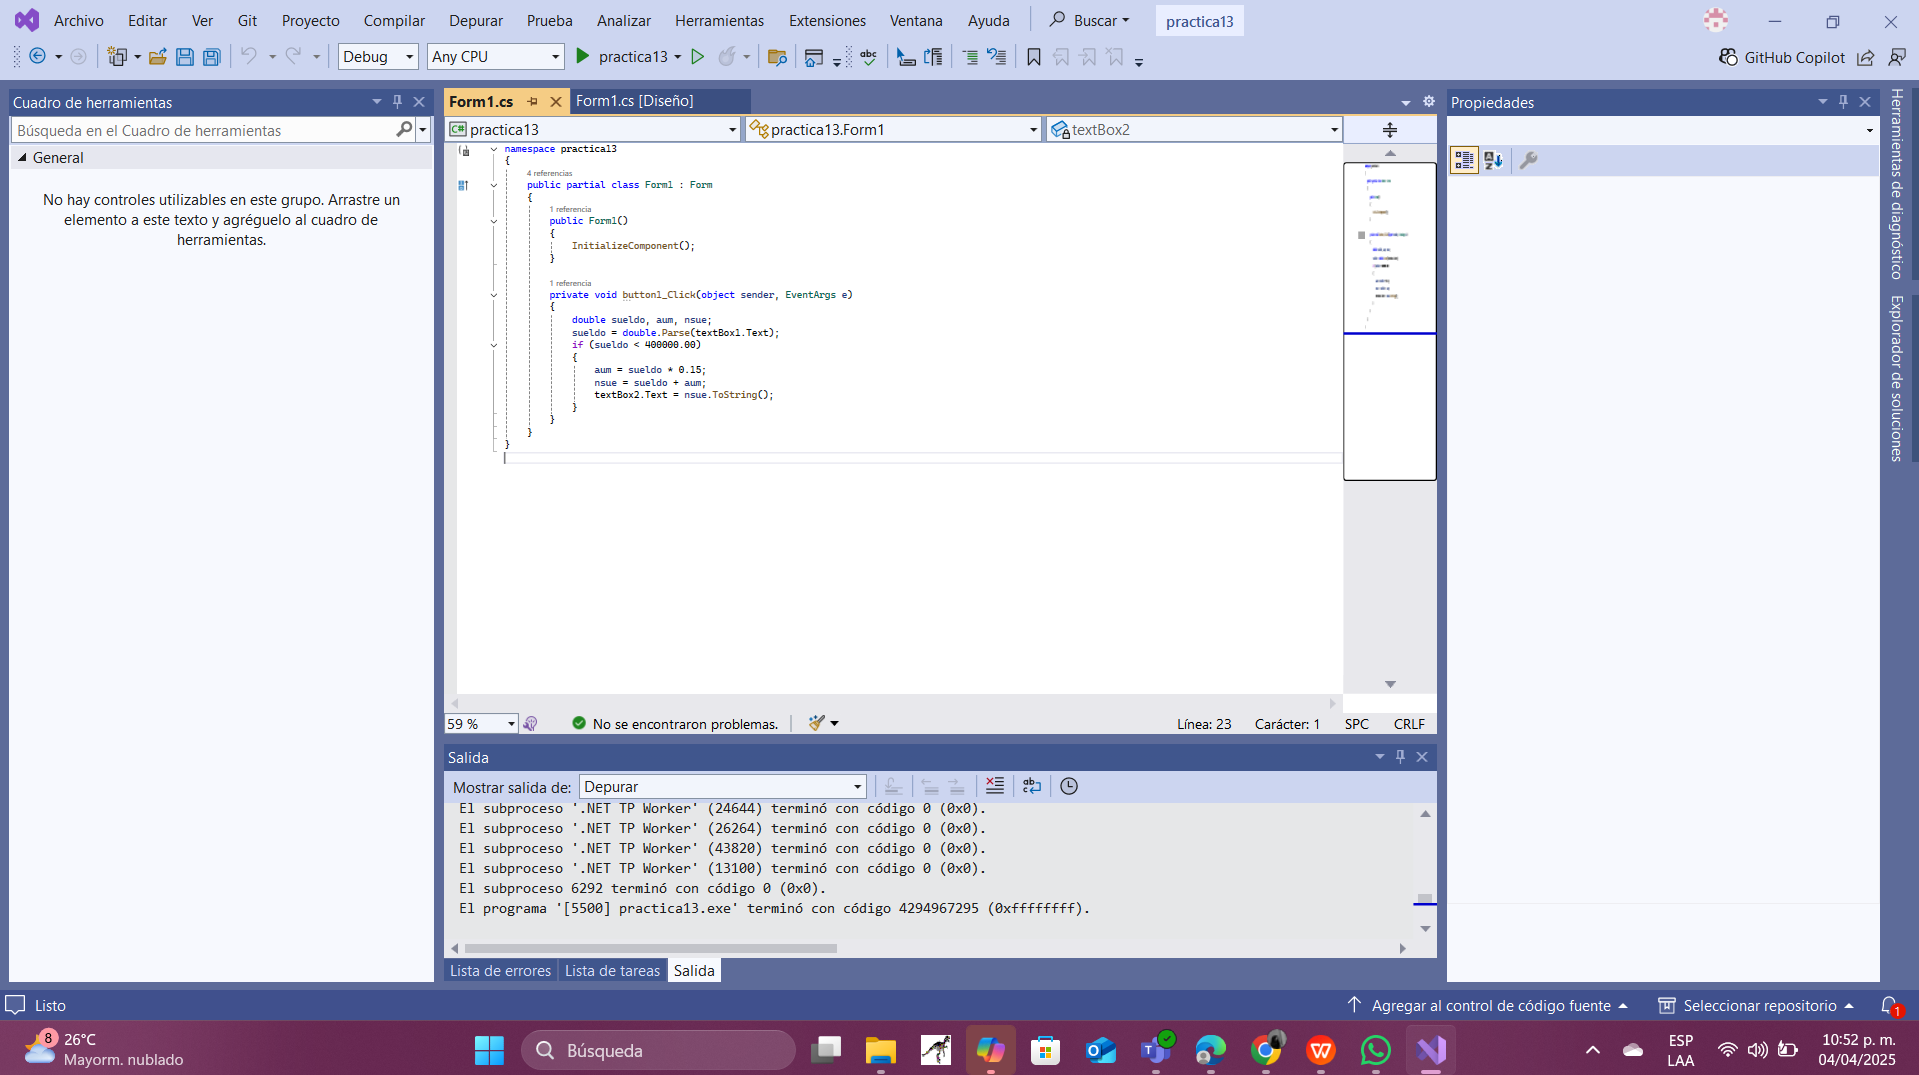 Archivo Editar Ver Git Proyecto Compilar Depurar Prueba Analizar Herramientas Extensiones Ventana Ayuda Buscar practica13
Debug Any CPU practica13 abc GitHub Copilot
Cuadro de herramientas
Búsqueda en el Cuadro de herramientas
General
No hay controles utilizables en este grupo. Arrastre un
elemento a este texto y agréguelo al cuadro de
herramientas.
Form1.cs Form1.cs [Diseño]
practica13 practica13.Form1 textBox2
namespace practica13
{
4 referencias
public partial class Form1 : Form
{
1 referencia
public Form1()
{
InitializeComponent();
}
1 referencia
private void button1_Click(object sender, EventArgs e)
{
double sueldo, aum, nsue;
sueldo = double.Parse(textBox1.Text);
if (sueldo < 400000.00)
{
aum = sueldo * 0.15;
nsue = sueldo + aum;
textBox2.Text = nsue.ToString();
}
}
}
}
59 % No se encontraron problemas. Línea: 23 Carácter: 1 SPC CRLF
Salida
Mostrar salida de: Depurar
El subproceso '.NET TP Worker' (24644) terminó con código 0 (0x0).
El subproceso '.NET TP Worker' (26264) terminó con código 0 (0x0).
El subproceso '.NET TP Worker' (43820) terminó con código 0 (0x0).
El subproceso '.NET TP Worker' (13100) terminó con código 0 (0x0).
El subproceso 6292 terminó con código 0 (0x0).
El programa '[5500] practica13.exe' terminó con código 4294967295 (0xffffffff).
Lista de errores Lista de tareas Salida
Propiedades
Herramientas de diagnóstico
Explorador de soluciones
Listo Agregar al control de código fuente Seleccionar repositorio 1
8 26°C
Mayorm. nublado
Búsqueda
ESP
LAA
10:52 p. m.
04/04/2025